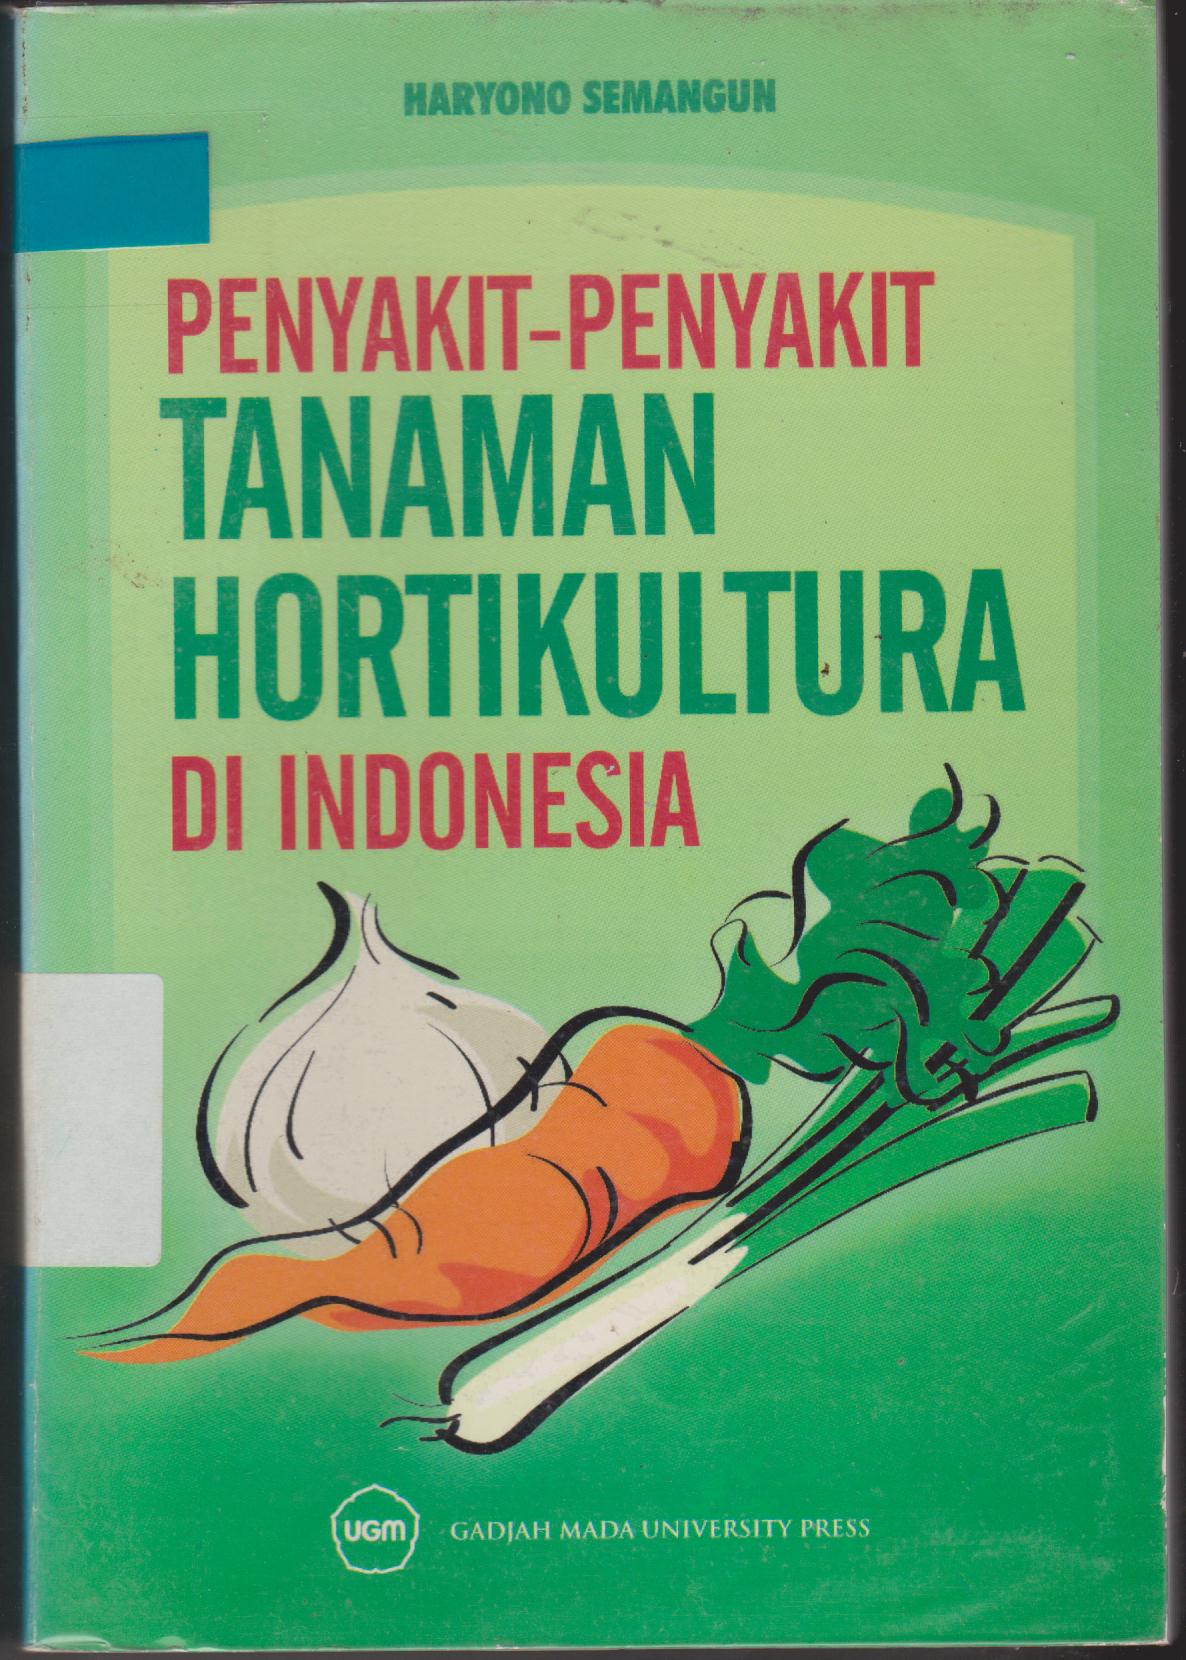 HARYONO SEMANGUN
PENYAKIT-PENYAKIT
TANAMAN
HORTIKULTURA
DI INDONESIA
UGM
GADJAH MADA UNIVERSITY PRESS